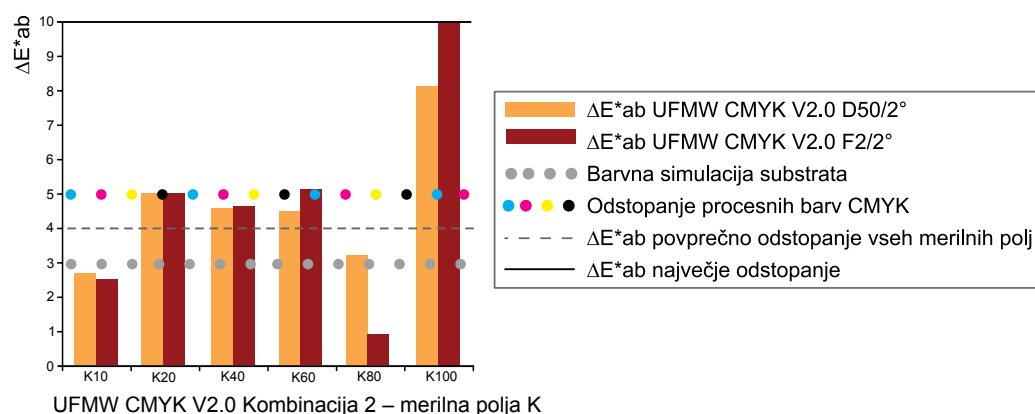 ΔE*ab
10
9
8
7
6
5
4
3
2
1
0
K10 K20 K40 K60 K80 K100
UFMW CMYK V2.0 Kombinacija 2 – merilna polja K
ΔE*ab UFMW CMYK V2.0 D50/2°
ΔE*ab UFMW CMYK V2.0 F2/2°
Barvna simulacija substrata
Odstopanje procesnih barv CMYK
ΔE*ab povprečno odstopanje vseh merilnih polj
ΔE*ab največje odstopanje